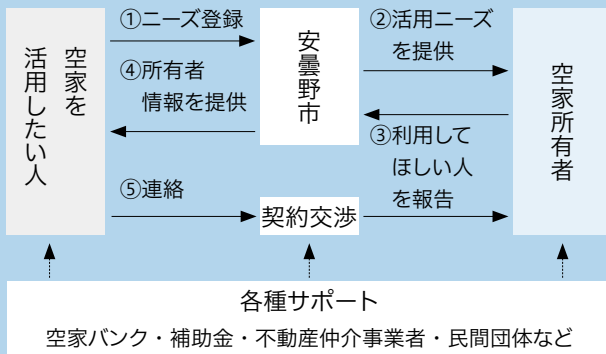 空家を
活用したい人
①ニーズ登録
④所有者
情報を提供
⑤連絡
安曇野市
契約交渉
②活用ニーズ
を提供
③利用して
ほしい人
を報告
空家所有者
各種サポート
空家バンク・補助金・不動産仲介事業者・民間団体など